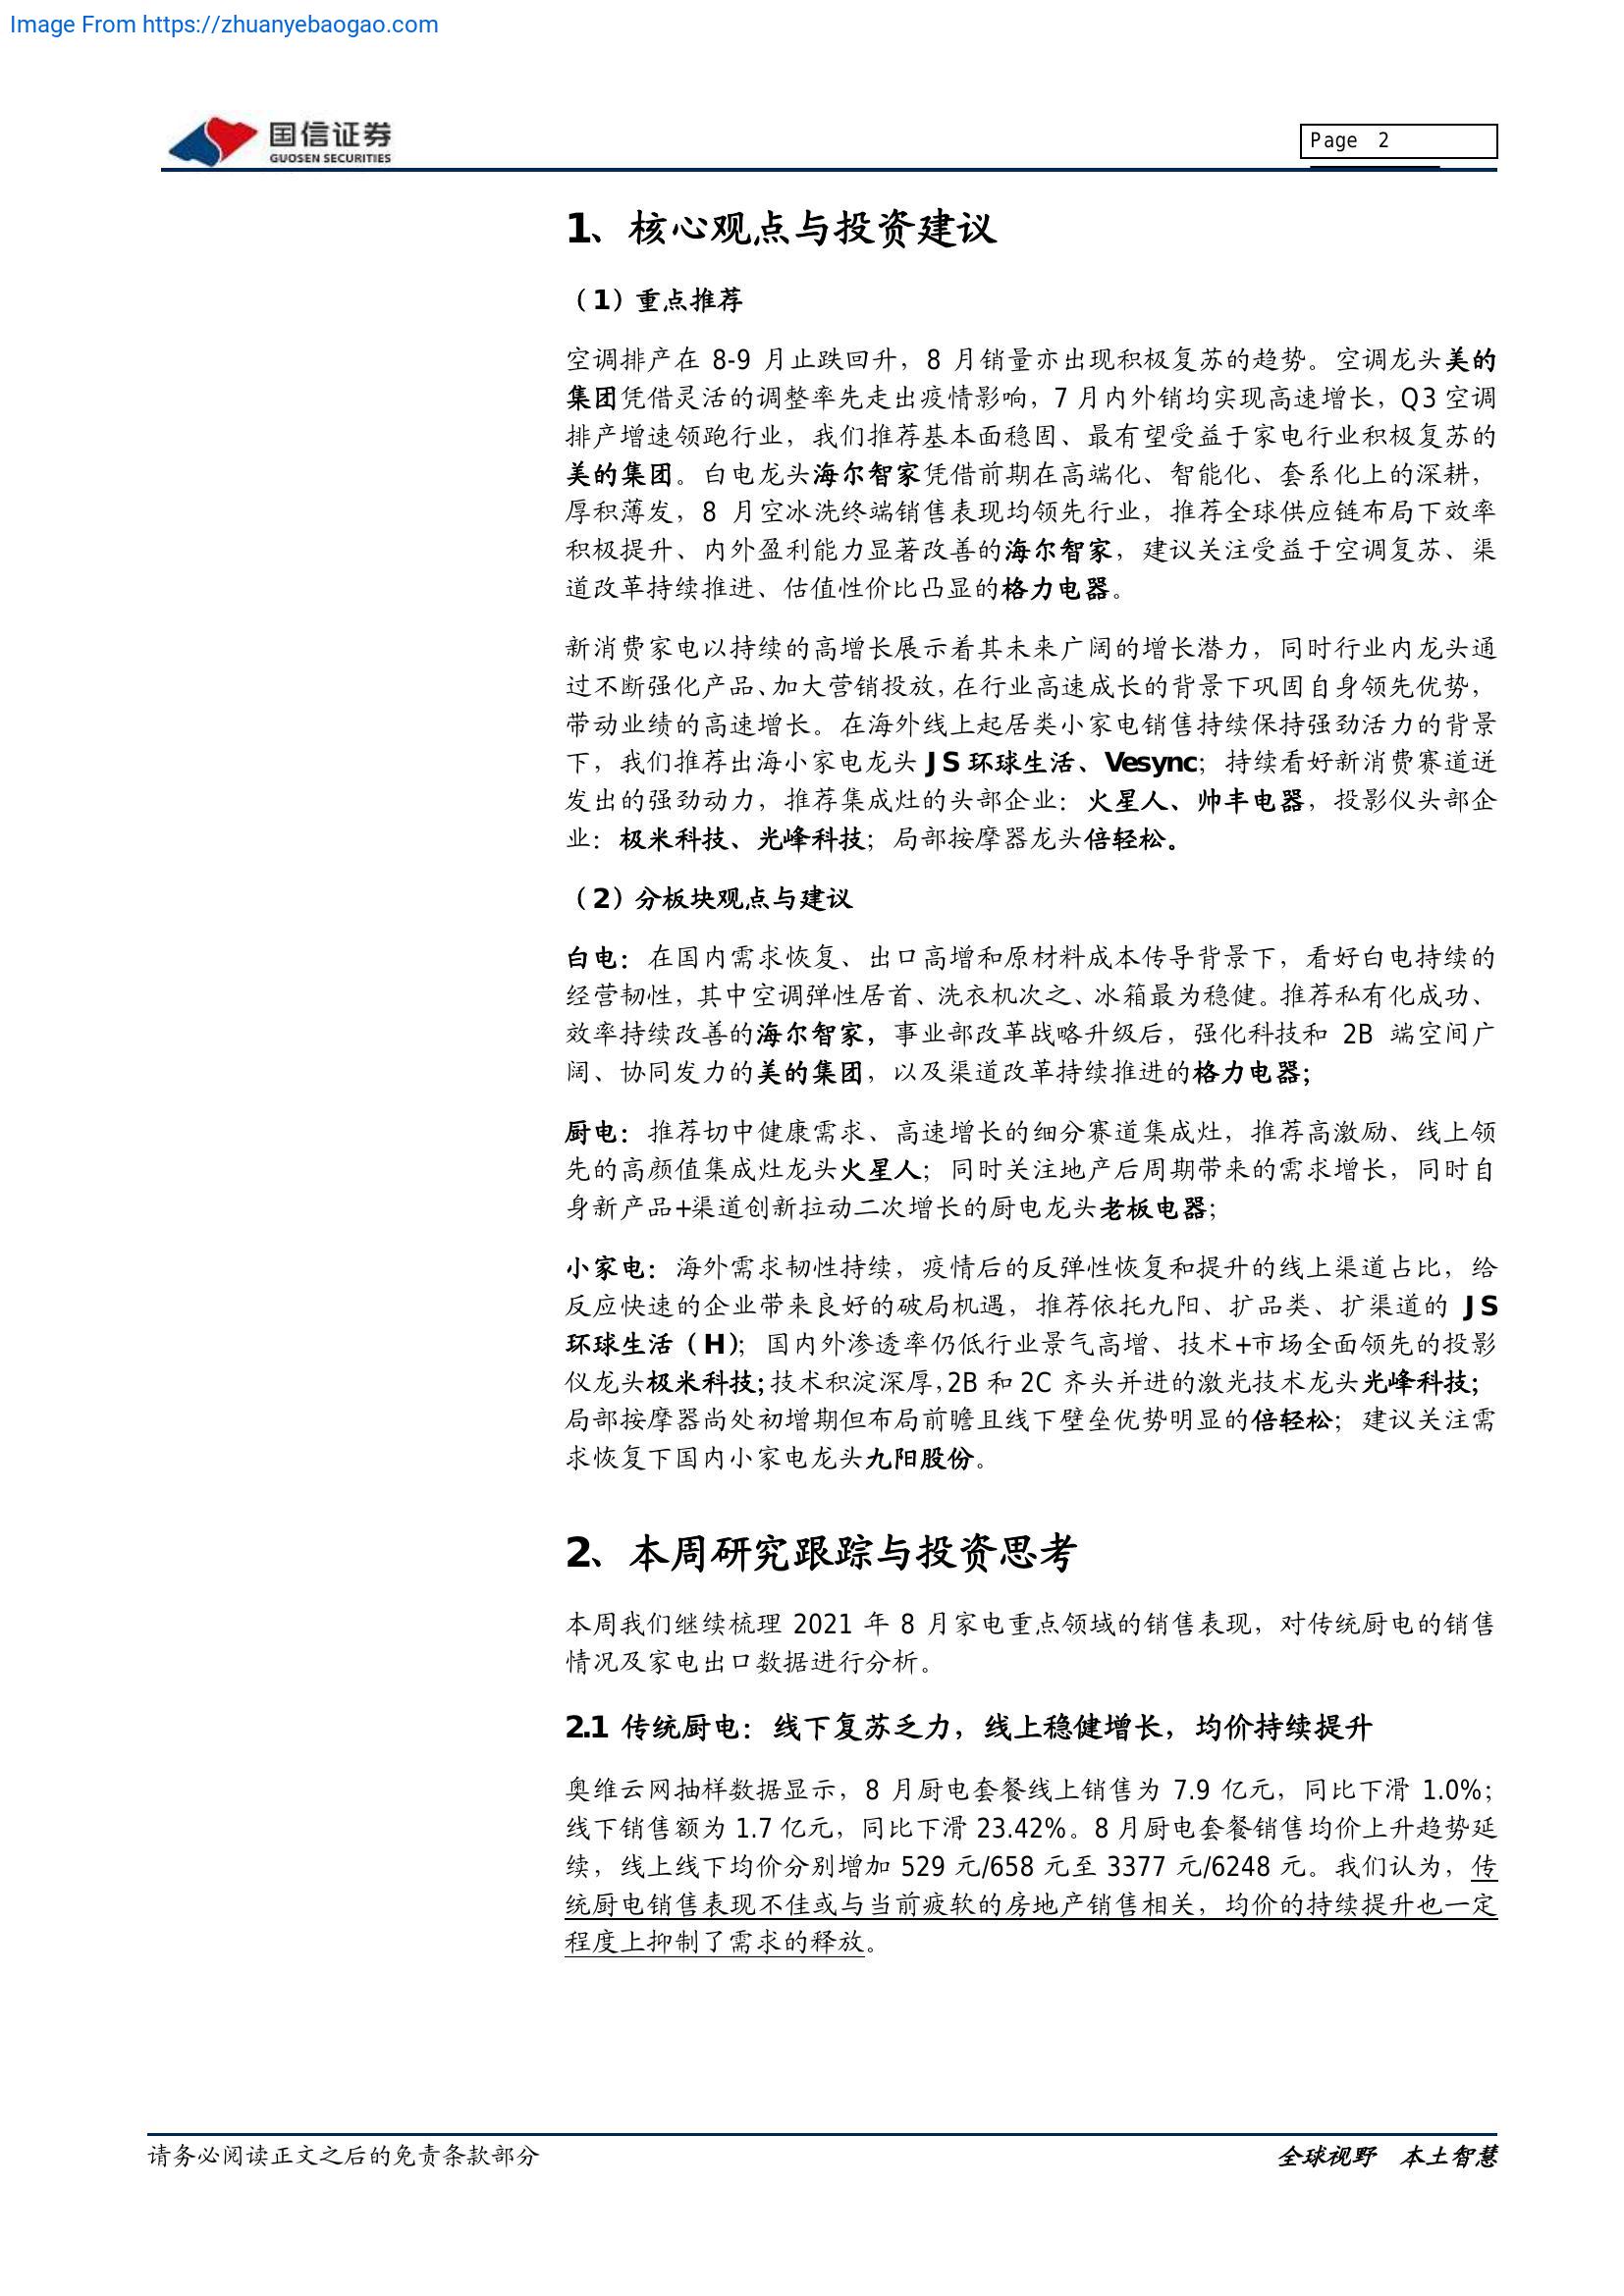 Image From https://zhuanyebaogao.com
国信证券
GUOSEN SECURITIES
Page 2
1、核心观点与投资建议
（1）重点推荐
空调排产在 8-9 月止跌回升，8 月销量亦出现积极复苏的趋势。空调龙头美的
集团凭借灵活的调整率先走出疫情影响，7 月内外销均实现高速增长，Q3 空调
排产增速领跑行业，我们推荐基本面稳固、最有望受益于家电行业积极复苏的
美的集团。白电龙头海尔智家凭借前期在高端化、智能化、套系化上的深耕，
厚积薄发，8 月空冰洗终端销售表现均领先行业，推荐全球供应链布局下效率
积极提升、内外盈利能力显著改善的海尔智家，建议关注受益于空调复苏、渠
道改革持续推进、估值性价比凸显的格力电器。
新消费家电以持续的高增长展示着其未来广阔的增长潜力，同时行业内龙头通
过不断强化产品、加大营销投放，在行业高速成长的背景下巩固自身领先优势，
带动业绩的高速增长。在海外线上起居类小家电销售持续保持强劲活力的背景
下，我们推荐出海小家电龙头 JS 环球生活、Vesync；持续看好新消费赛道迸
发出的强劲动力，推荐集成灶的头部企业：火星人、帅丰电器，投影仪头部企
业：极米科技、光峰科技；局部按摩器龙头倍轻松。
（2）分板块观点与建议
白电：在国内需求恢复、出口高增和原材料成本传导背景下，看好白电持续的
经营韧性，其中空调弹性居首、洗衣机次之、冰箱最为稳健。推荐私有化成功、
效率持续改善的海尔智家，事业部改革战略升级后，强化科技和 2B 端空间广
阔、协同发力的美的集团，以及渠道改革持续推进的格力电器；
厨电：推荐切中健康需求、高速增长的细分赛道集成灶，推荐高激励、线上领
先的高颜值集成灶龙头火星人；同时关注地产后周期带来的需求增长，同时自
身新产品+渠道创新拉动二次增长的厨电龙头老板电器；
小家电：海外需求韧性持续，疫情后的反弹性恢复和提升的线上渠道占比，给
反应快速的企业带来良好的破局机遇，推荐依托九阳、扩品类、扩渠道的 JS
环球生活（H）；国内外渗透率仍低行业景气高增、技术+市场全面领先的投影
仪龙头极米科技；技术积淀深厚，2B 和 2C 齐头并进的激光技术龙头光峰科技；
局部按摩器尚处初增期但布局前瞻且线下壁垒优势明显的倍轻松；建议关注需
求恢复下国内小家电龙头九阳股份。
2、本周研究跟踪与投资思考
本周我们继续梳理 2021 年 8 月家电重点领域的销售表现，对传统厨电的销售
情况及家电出口数据进行分析。
2.1 传统厨电：线下复苏乏力，线上稳健增长，均价持续提升
奥维云网抽样数据显示，8 月厨电套餐线上销售为 7.9 亿元，同比下滑 1.0%；
线下销售额为 1.7 亿元，同比下滑 23.42%。8 月厨电套餐销售均价上升趋势延
续，线上线下均价分别增加 529 元/658 元至 3377 元/6248 元。我们认为，传
统厨电销售表现不佳或与当前疲软的房地产销售相关，均价的持续提升也一定
程度上抑制了需求的释放。
请务必阅读正文之后的免责条款部分
全球视野 本土智慧